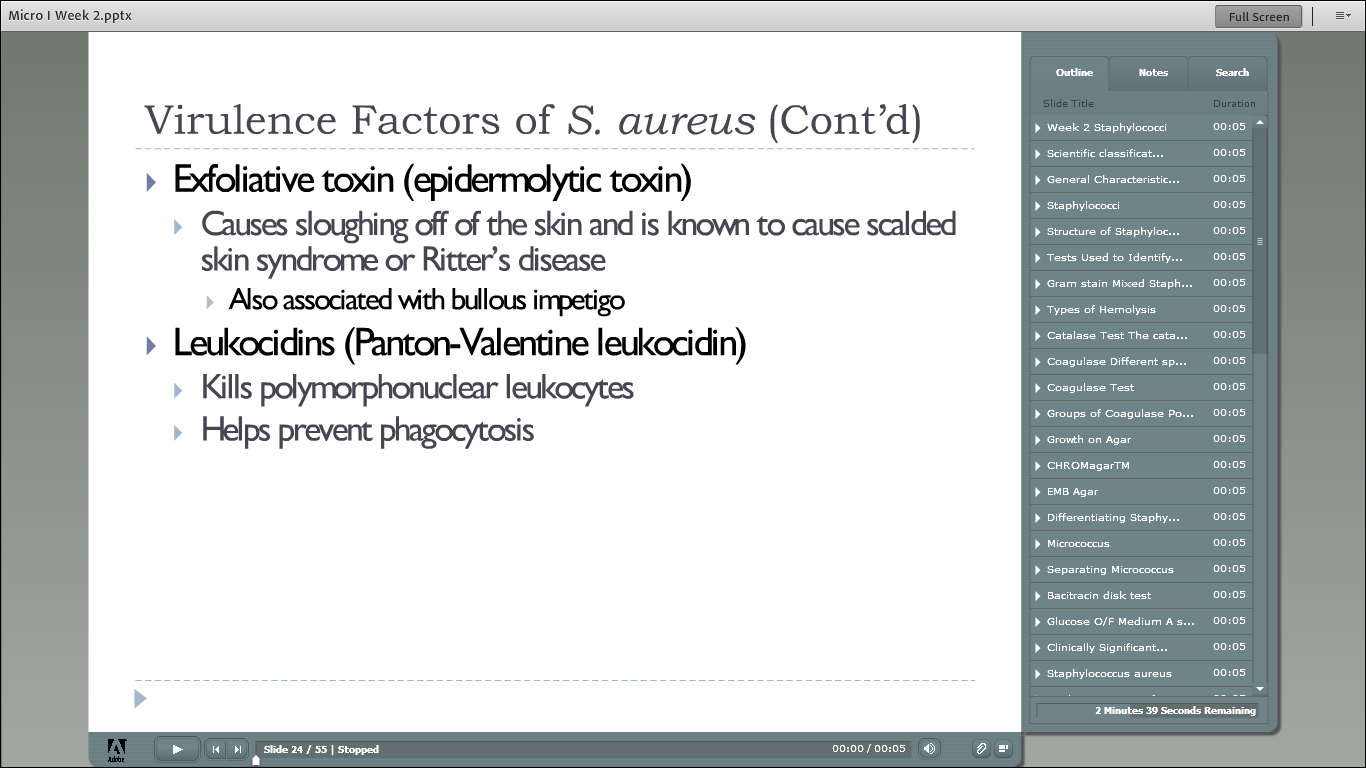 Micro I Week 2.pptx
Full Screen
Virulence Factors of S. aureus (Cont’d)
Exfoliative toxin (epidermolytic toxin)
Causes sloughing off of the skin and is known to cause scalded
skin syndrome or Ritter’s disease
Also associated with bullous impetigo
Leukocidins (Panton-Valentine leukocidin)
Kills polymorphonuclear leukocytes
Helps prevent phagocytosis
Outline Notes Search
Slide Title Duration
Week 2 Staphylococci 00:05
Scientific classificat... 00:05
General Characteristic... 00:05
Staphylococci 00:05
Structure of Staphyloc... 00:05
Tests Used to Identify... 00:05
Gram stain Mixed Staph... 00:05
Types of Hemolysis 00:05
Catalase Test The cata... 00:05
Coagulase Different sp... 00:05
Coagulase Test 00:05
Groups of Coagulase Po... 00:05
Growth on Agar 00:05
CHROMagarTM 00:05
EMB Agar 00:05
Differentiating Staphy... 00:05
Micrococcus 00:05
Separating Micrococcus 00:05
Bacitracin disk test 00:05
Glucose O/F Medium A s... 00:05
Clinically Significant... 00:05
Staphylococcus aureus 00:05
2 Minutes 39 Seconds Remaining
Adobe
Slide 24 / 55 | Stopped
00:00 / 00:05